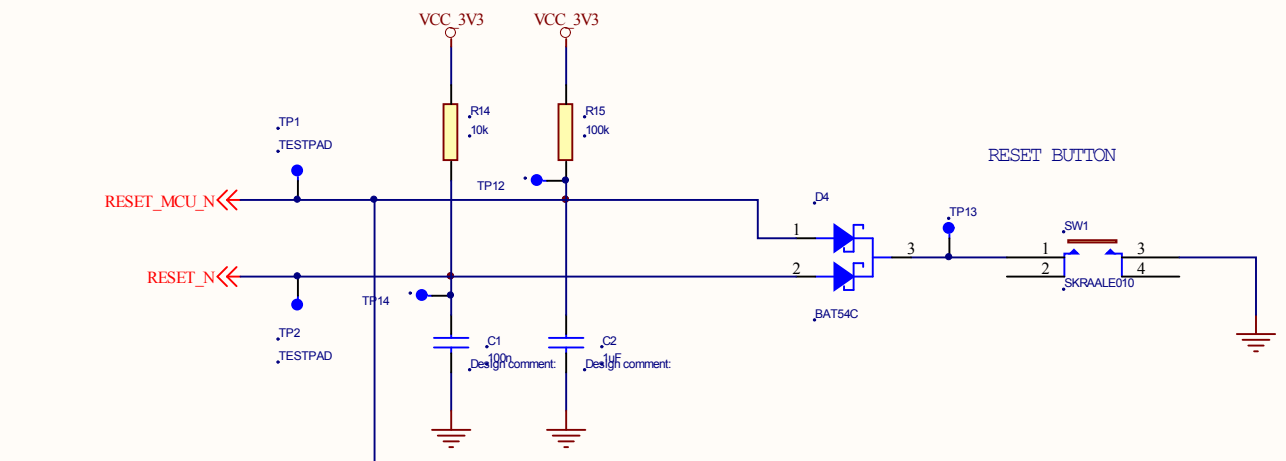 VCC_3V3
VCC_3V3
R14
10k
R15
100k
TP1
TESTPAD
RESET BUTTON
TP12
RESET_MCU_N
D4
1
TP13
SW1
3
1
3
RESET_N
2
2
4
TP14
SKRAALE010
BAT54C
TP2
TESTPAD
C1
100n
Design comment:
C2
1uF
Design comment: